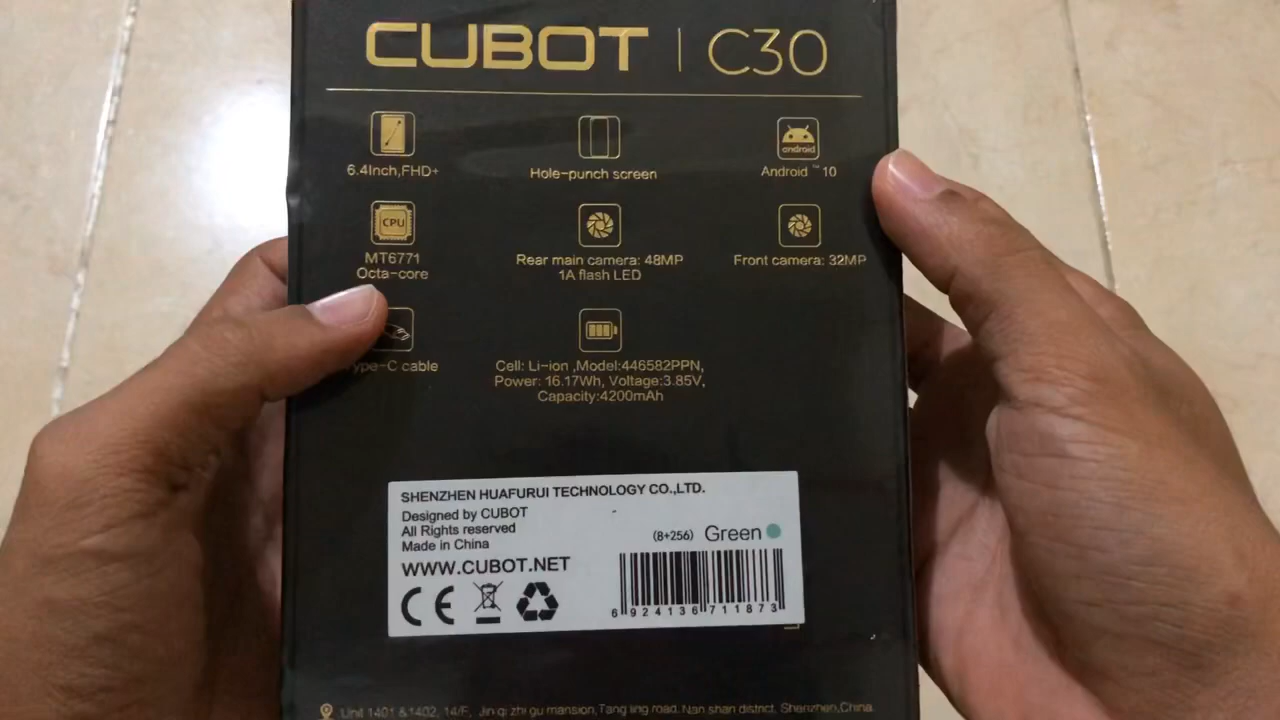 CUBOT | C30
6.4Inch,FHD+
Hole-punch screen
android
Android ™ 10
CPU
MT6771
Octa-core
Rear main camera: 48MP
1A flash LED
Front camera: 32MP
ype-C cable
Cell: Li-ion ,Model:446582PPN,
Power: 16.17Wh, Voltage:3.85V,
Capacity:4200mAh
SHENZHEN HUAFURUI TECHNOLOGY CO.,LTD.
Designed by CUBOT
All Rights reserved
Made in China
(8+256) Green
WWW.CUBOT.NET
CE
6924136711873
Unit 1401 &1402, 14/F, Jin qi zhi gu mansion,Tang ling road, Nan shan district, Shenzhen,China.